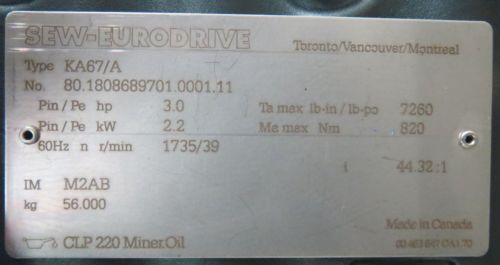 SEW-EURODRIVE Toronto/Vancouver/Montreal
Type KA67/A
No. 80.1808689701.0001.11
Pin/Pe hp 3.0 Ta max lb-in/lb-po 7260
Pin/Pe kW 2.2 Ma max Nm 820
60Hz n r/min 1735/39
i 44.32:1
IM M2AB
kg 56.000
CLP 220 Miner.Oil Made in Canada